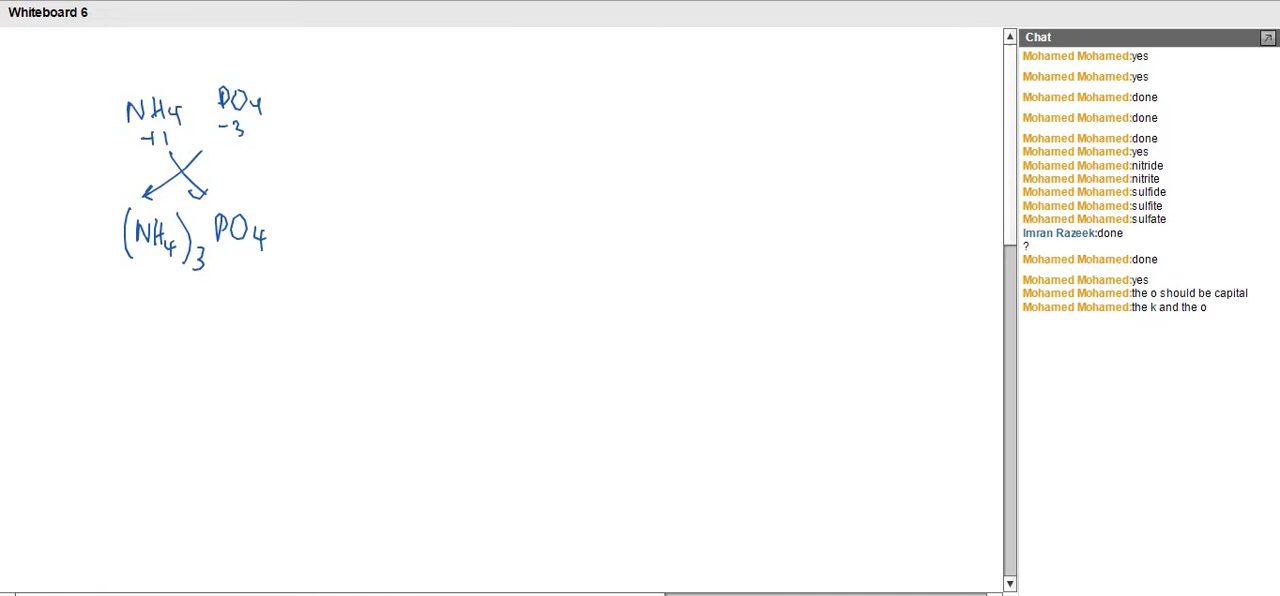 Whiteboard 6
NH4 PO4
+1 -3
(NH4)3 PO4
Chat
Mohamed Mohamed:yes
Mohamed Mohamed:yes
Mohamed Mohamed:done
Mohamed Mohamed:done
Mohamed Mohamed:done
Mohamed Mohamed:yes
Mohamed Mohamed:nitride
Mohamed Mohamed:nitrite
Mohamed Mohamed:sulfide
Mohamed Mohamed:sulfite
Mohamed Mohamed:sulfate
Imran Razeek:done
?
Mohamed Mohamed:done
Mohamed Mohamed:yes
Mohamed Mohamed:the o should be capital
Mohamed Mohamed:the k and the o